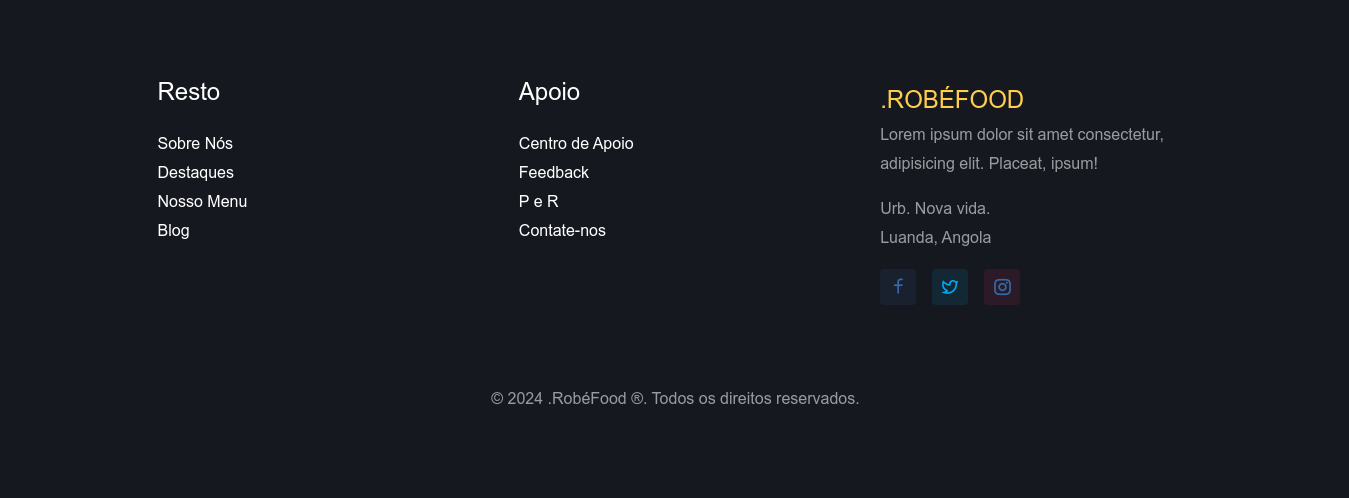 Resto
Sobre Nós
Destaques
Nosso Menu
Blog
Apoio
Centro de Apoio
Feedback
P e R
Contate-nos
.ROBÉFOOD
Lorem ipsum dolor sit amet consectetur,
adipisicing elit. Placeat, ipsum!
Urb. Nova vida.
Luanda, Angola
© 2024 .RobéFood ®. Todos os direitos reservados.